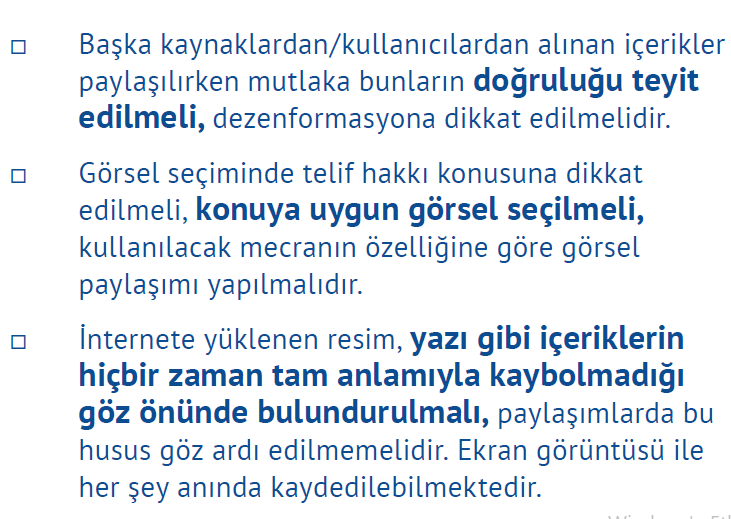 Başka kaynaklardan/kullanıcılardan alınan içerikler
paylaşılırken mutlaka bunların doğruluğu teyit
edilmeli, dezenformasyona dikkat edilmelidir.
Görsel seçiminde telif hakkı konusuna dikkat
edilmeli, konuya uygun görsel seçilmeli,
kullanılacak mecranın özelliğine göre görsel
paylaşımı yapılmalıdır.
İnternete yüklenen resim, yazı gibi içeriklerin
hiçbir zaman tam anlamıyla kaybolmadığı
göz önünde bulundurulmalı, paylaşımlarda bu
husus göz ardı edilmemelidir. Ekran görüntüsü ile
her şey anında kaydedilebilmektedir.